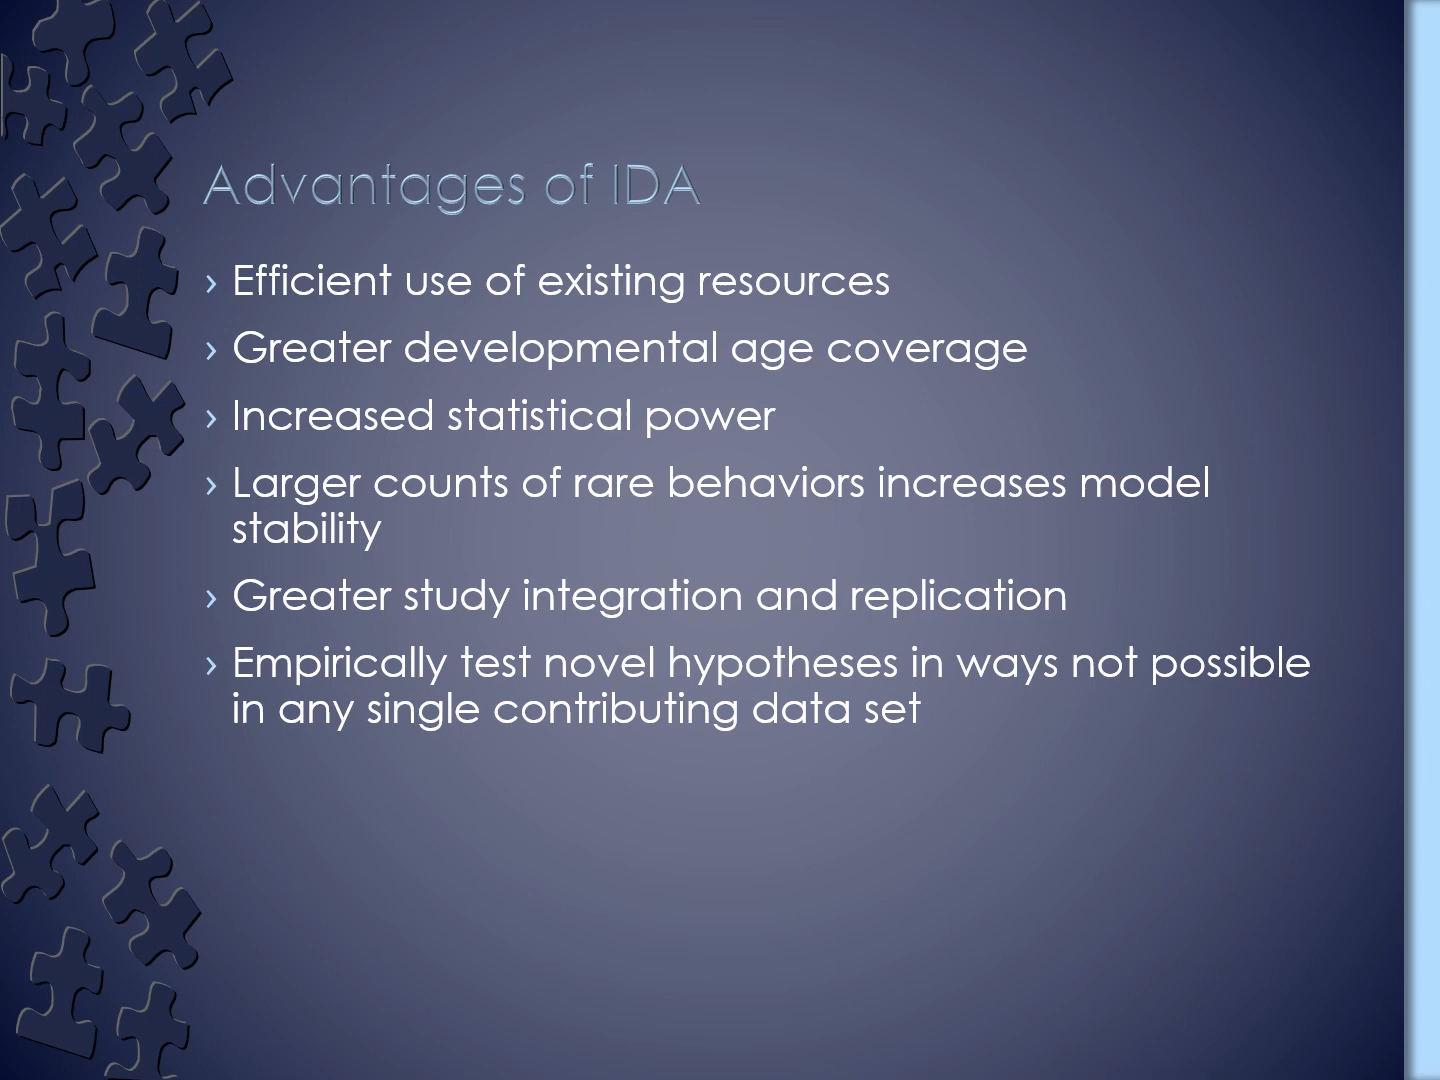 Advantages of IDA
› Efficient use of existing resources
› Greater developmental age coverage
› Increased statistical power
› Larger counts of rare behaviors increases model
stability
› Greater study integration and replication
› Empirically test novel hypotheses in ways not possible
in any single contributing data set